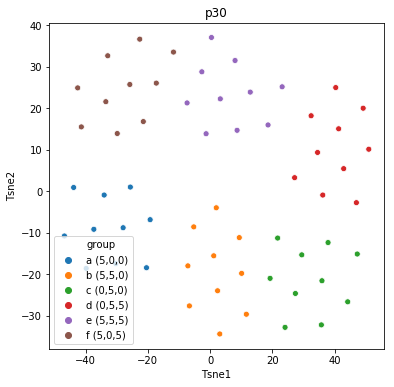 p30
40
30
20
10
0
−10
−20
−30
Tsne2
group
a (5,0,0)
b (5,5,0)
c (0,5,0)
d (0,5,5)
e (5,5,5)
f (5,0,5)
−40
−20
0
20
40
Tsne1